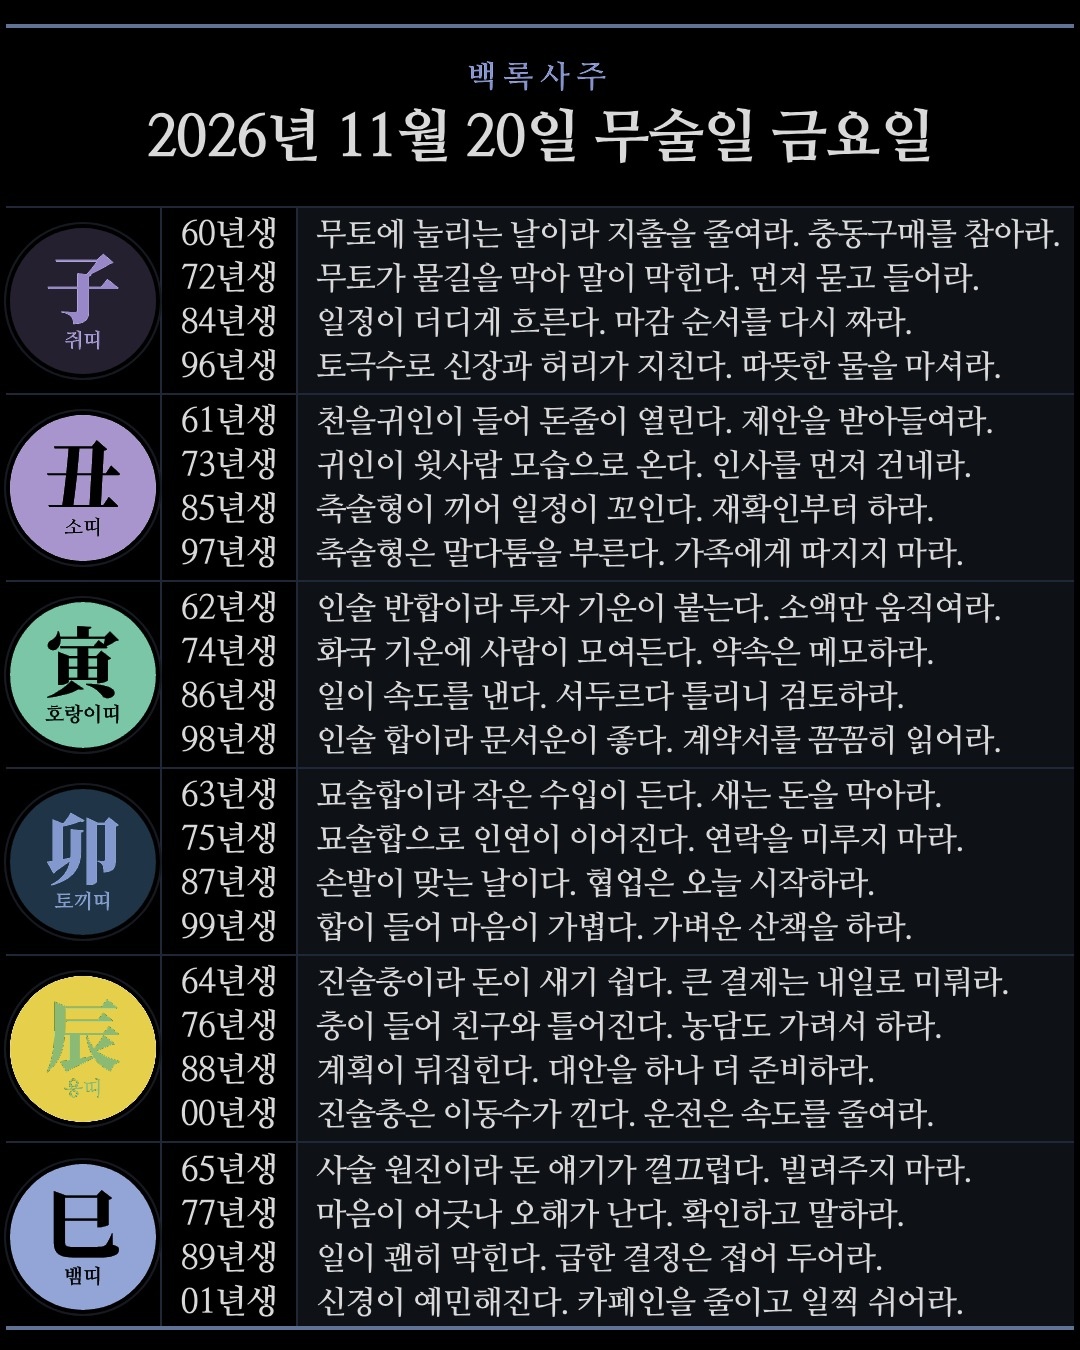 백록사주
2026년 11월 20일 무술일 금요일
子
쥐띠
60년생 무토에 눌리는 날이라 지출을 줄여라. 충동구매를 참아라.
72년생 무토가 물길을 막아 말이 막힌다. 먼저 묻고 들어라.
84년생 일정이 더디게 흐른다. 마감 순서를 다시 짜라.
96년생 토극수로 신장과 허리가 지친다. 따뜻한 물을 마셔라.
丑
소띠
61년생 천을귀인이 들어 돈줄이 열린다. 제안을 받아들여라.
73년생 귀인이 윗사람 모습으로 온다. 인사를 먼저 건네라.
85년생 축술형이 끼어 일정이 꼬인다. 재확인부터 하라.
97년생 축술형은 말다툼을 부른다. 가족에게 따지지 마라.
寅
호랑이띠
62년생 인술 반합이라 투자 기운이 붙는다. 소액만 움직여라.
74년생 화국 기운에 사람이 모여든다. 약속은 메모하라.
86년생 일이 속도를 낸다. 서두르다 틀리니 검토하라.
98년생 인술 합이라 문서운이 좋다. 계약서를 꼼꼼히 읽어라.
卯
토끼띠
63년생 묘술합이라 작은 수입이 든다. 새는 돈을 막아라.
75년생 묘술합으로 인연이 이어진다. 연락을 미루지 마라.
87년생 손발이 맞는 날이다. 협업은 오늘 시작하라.
99년생 합이 들어 마음이 가볍다. 가벼운 산책을 하라.
辰
용띠
64년생 진술충이라 돈이 새기 쉽다. 큰 결제는 내일로 미뤄라.
76년생 충이 들어 친구와 틀어진다. 농담도 가려서 하라.
88년생 계획이 뒤집힌다. 대안을 하나 더 준비하라.
00년생 진술충은 이동수가 낀다. 운전은 속도를 줄여라.
巳
뱀띠
65년생 사술 원진이라 돈 얘기가 껄끄럽다. 빌려주지 마라.
77년생 마음이 어긋나 오해가 난다. 확인하고 말하라.
89년생 일이 괜히 막힌다. 급한 결정은 접어 두어라.
01년생 신경이 예민해진다. 카페인을 줄이고 일찍 쉬어라.